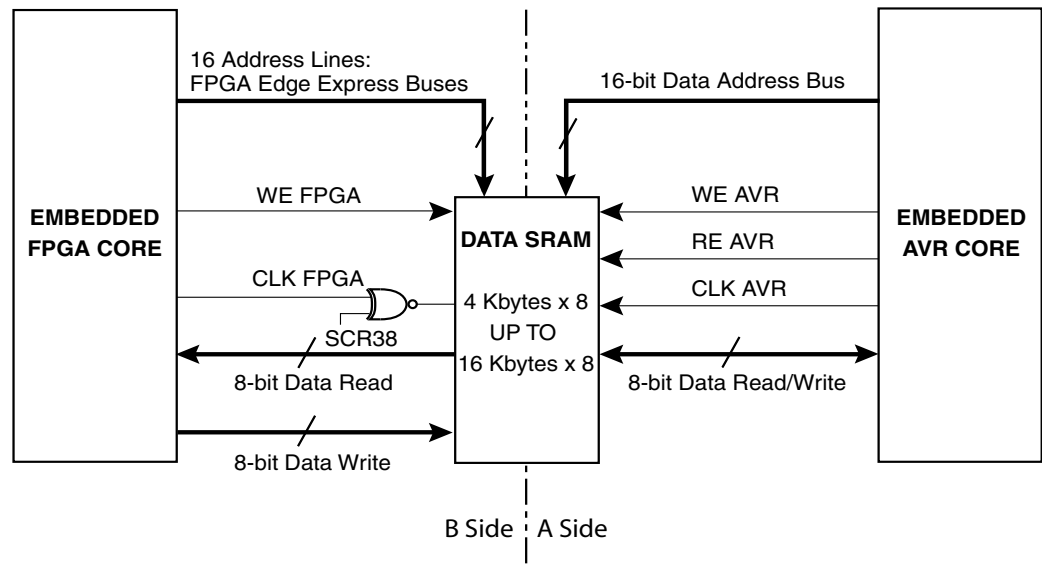 16 Address Lines:
FPGA Edge Express Buses
16-bit Data Address Bus
WE FPGA
WE AVR
EMBEDDED
FPGA CORE
DATA SRAM
RE AVR
EMBEDDED
AVR CORE
CLK FPGA
CLK AVR
4 Kbytes x 8
UP TO
16 Kbytes x 8
SCR38
8-bit Data Read
8-bit Data Read/Write
8-bit Data Write
B Side
A Side